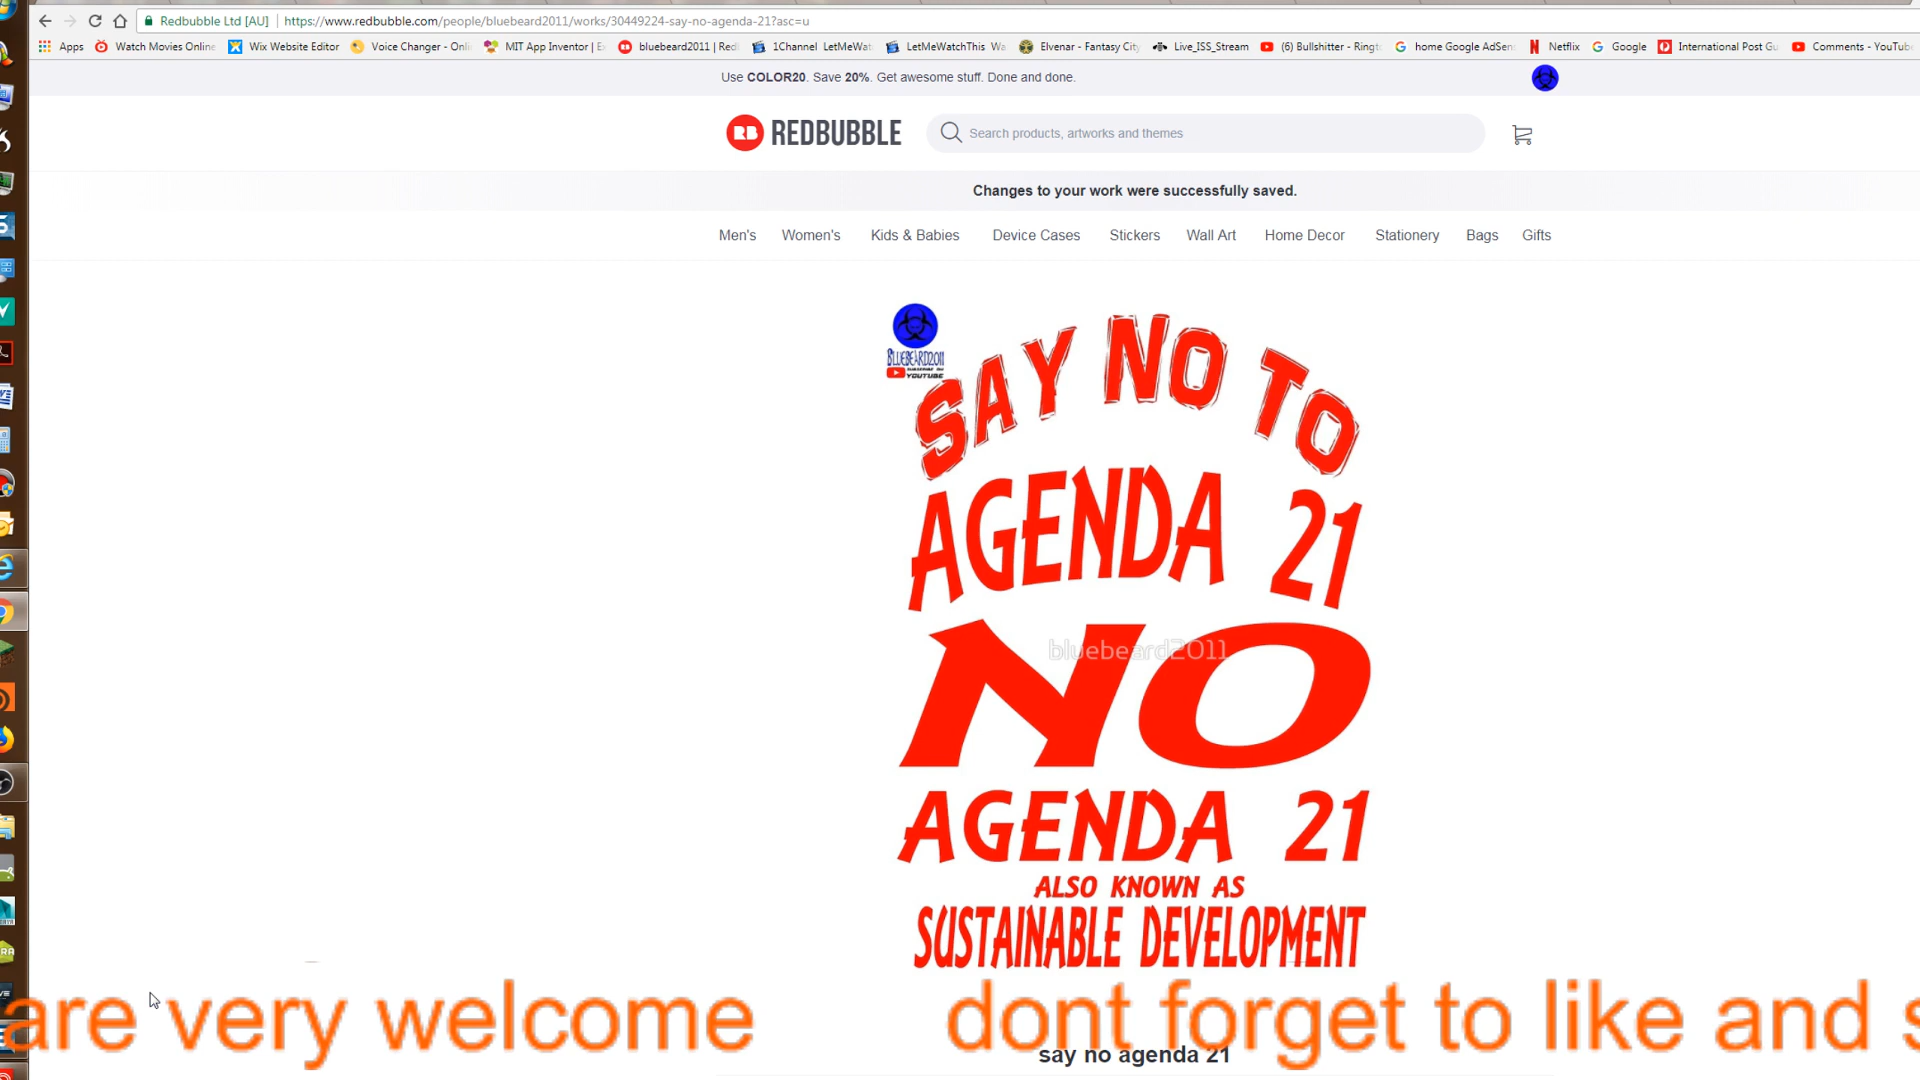 Redbubble Ltd [AU] https://www.redbubble.com/people/bluebeard2011/works/30449224-say-no-agenda-21?asc=u
Apps Watch Movies Online Wix Website Editor Voice Changer - Onli MIT App Inventor | E bluebeard2011 | Red 1Channel LetMeWat LetMeWatchThis Wa Elvenar - Fantasy City Live_ISS_Stream (6) Bullshitter - Ringt home Google AdSen Netflix Google International Post Gu Comments - YouTube
Use COLOR20. Save 20%. Get awesome stuff. Done and done.
RB REDBUBBLE Search products, artworks and themes
Changes to your work were successfully saved.
Men's Women's Kids & Babies Device Cases Stickers Wall Art Home Decor Stationery Bags Gifts
BLUEBEARD2011
SUBSCRIBE ON
YOUTUBE
SAY NO TO
AGENDA 21
NO
bluebeard2011
AGENDA 21
ALSO KNOWN AS
SUSTAINABLE DEVELOPMENT
are very welcome dont forget to like and s
say no agenda 21